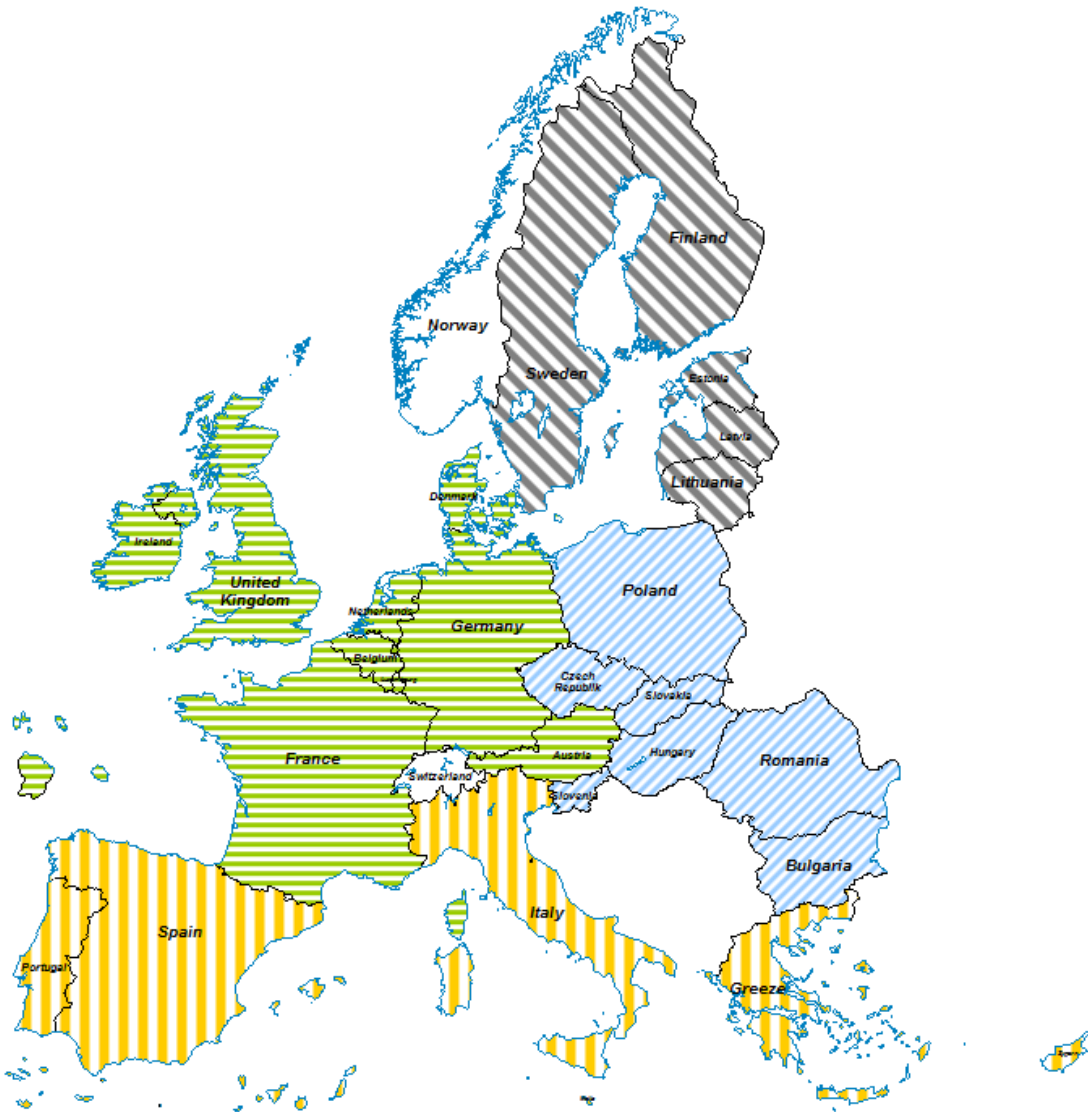 Finland
Norway
Sweden
Estonia
Latvia
Lithuania
Denmark
Ireland
United
Kingdom
Poland
Netherlands
Germany
Belgium
Czech
Republik
Slovakia
Hungary
Austria
France
Switzerland
Romania
Slovenia
Bulgaria
Italy
Spain
Portugal
Greeze